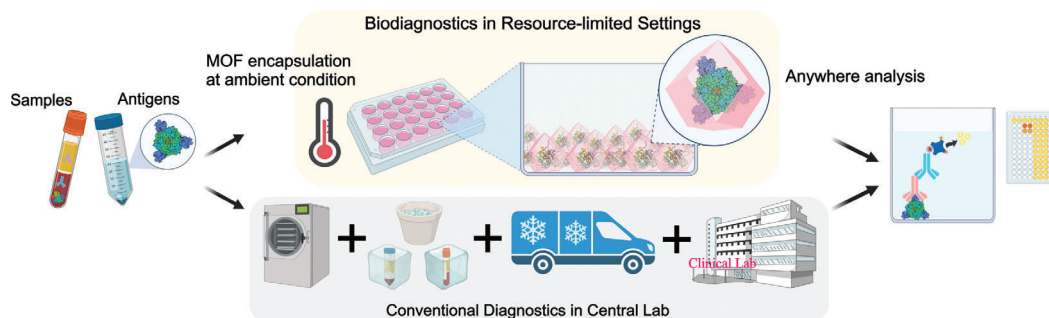 Biodiagnostics in Resource-limited Settings
MOF encapsulation
at ambient condition
Samples
Antigens
Anywhere analysis
Clinical Lab
Conventional Diagnostics in Central Lab